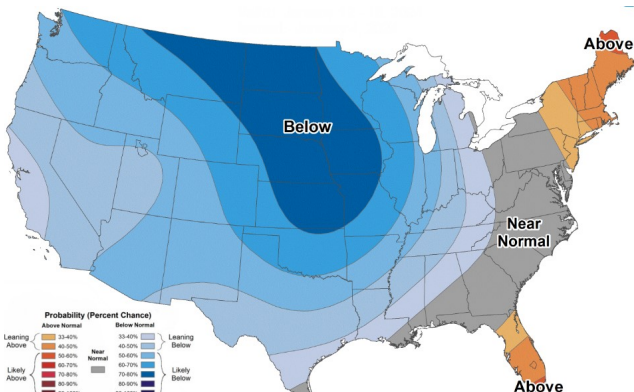 Above
Below
Near
Normal
Above
Probability (Percent Chance)
Above Normal
Below Normal
Leaning
Above
33-40%
40-50%
Likely
Above
50-60%
60-70%
70-80%
80-90%
Near
Normal
33-40%
40-50%
Leaning
Below
50-60%
60-70%
70-80%
80-90%
Likely
Below